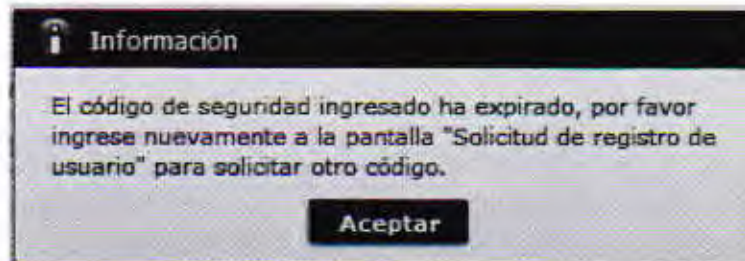 Información
El código de seguridad ingresado ha expirado, por favor
ingrese nuevamente a la pantalla "Solicitud de registro de
usuario" para solicitar otro código.
Aceptar